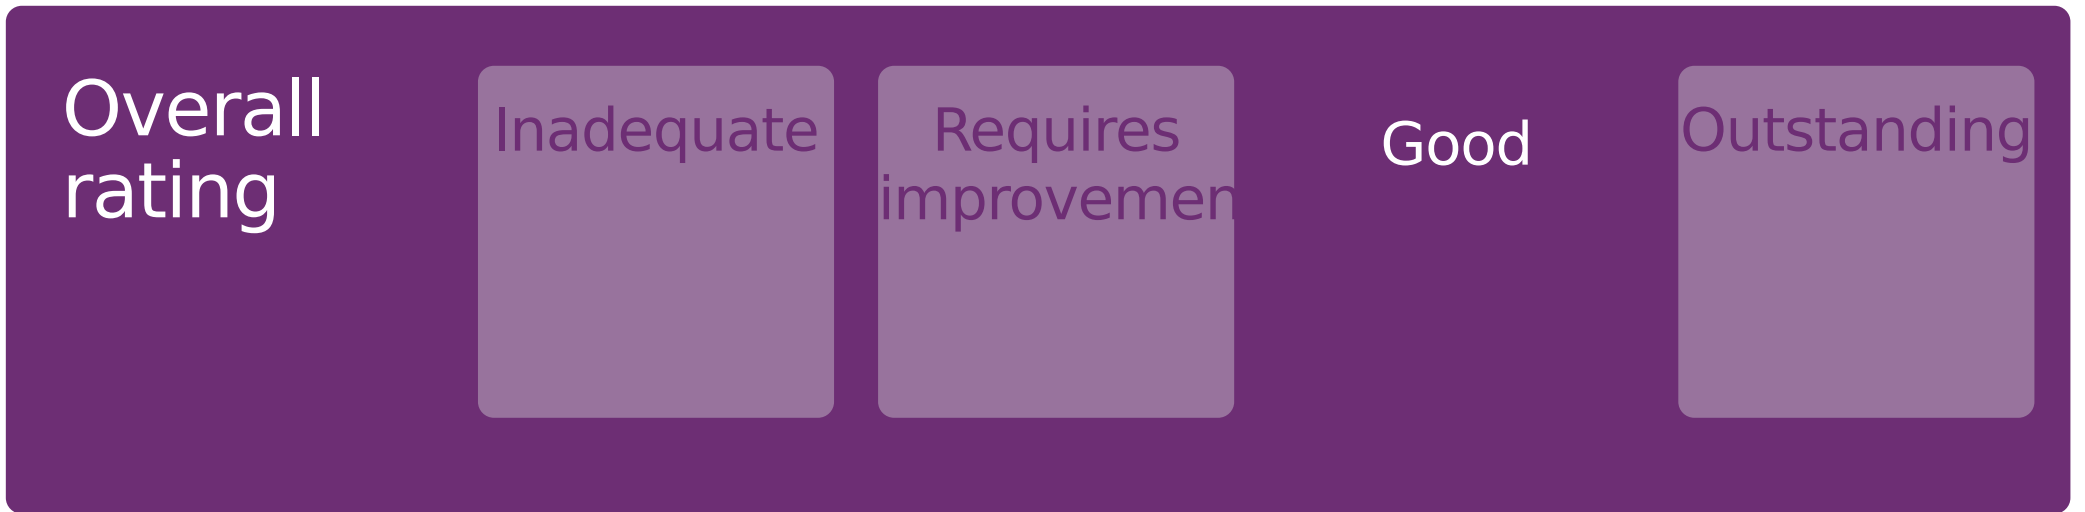 Overall
rating
Inadequate
Requires
improvemen
Good
Outstanding